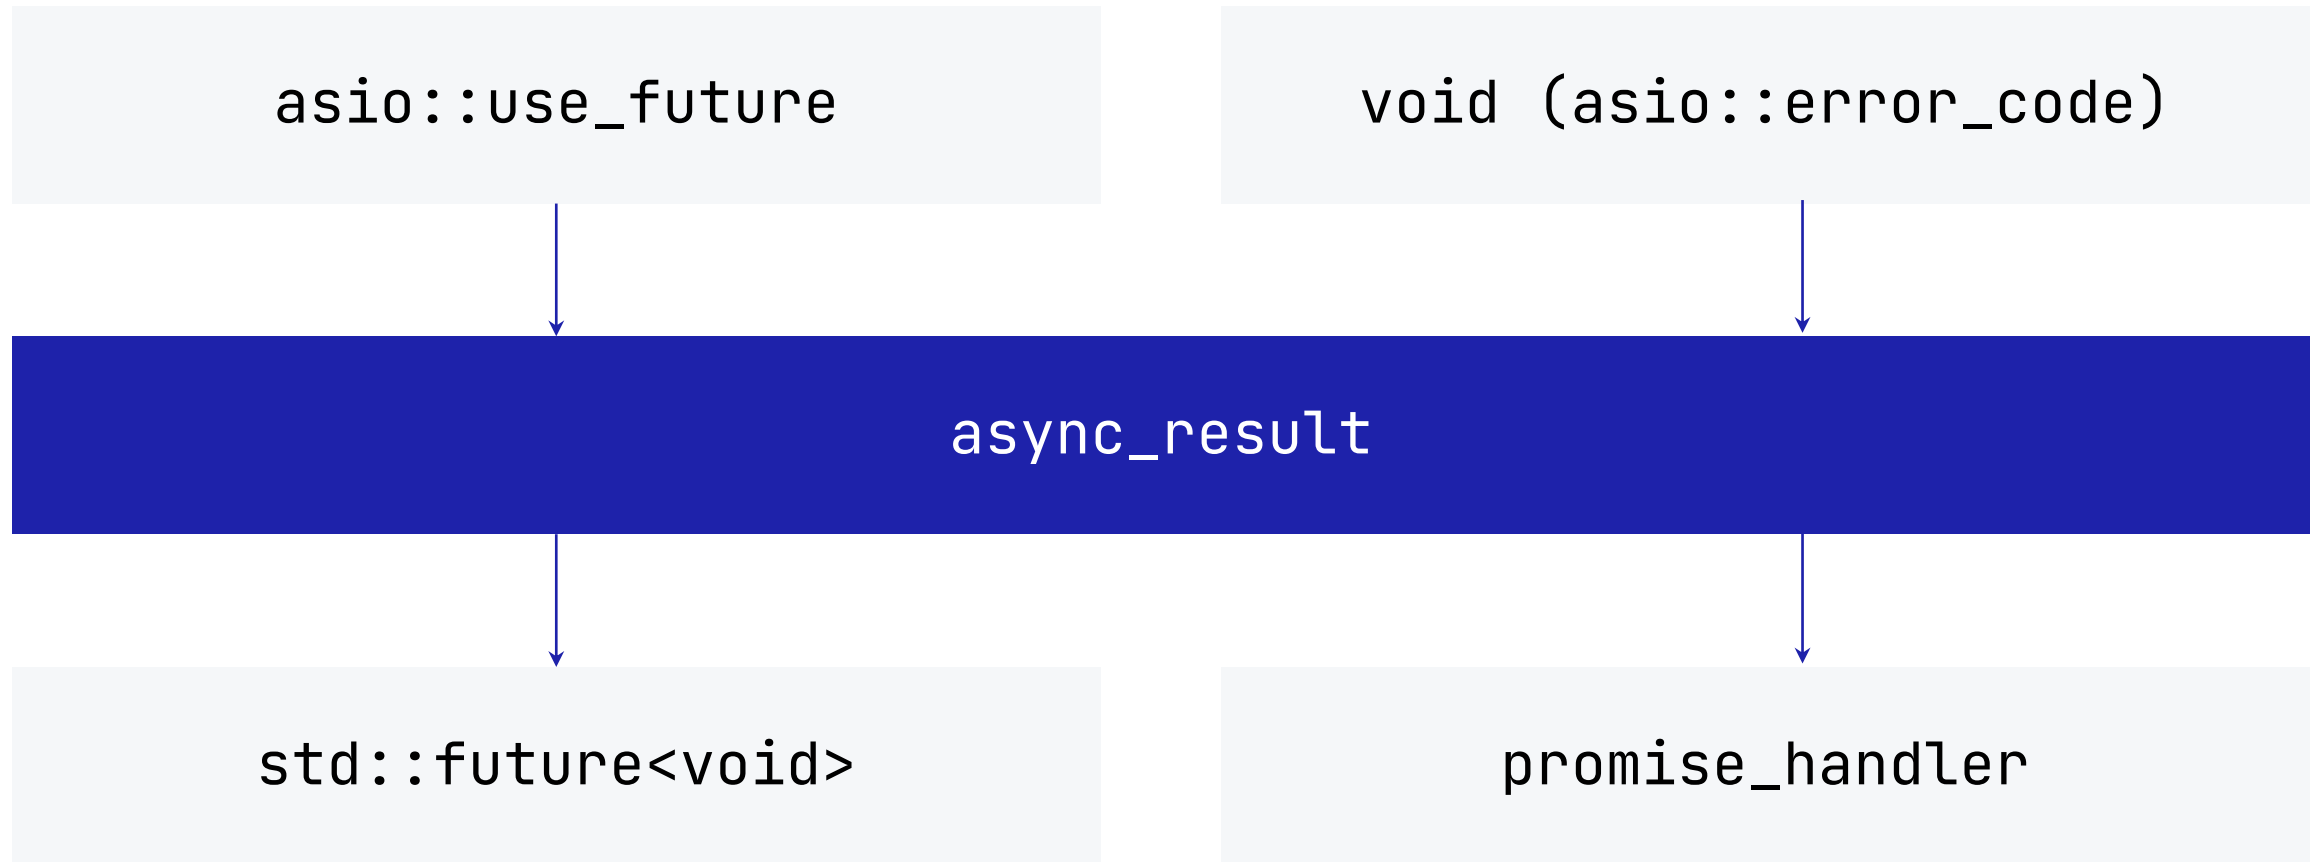 asio::use_future
void (asio::error_code)
async_result
std::future<void>
promise_handler